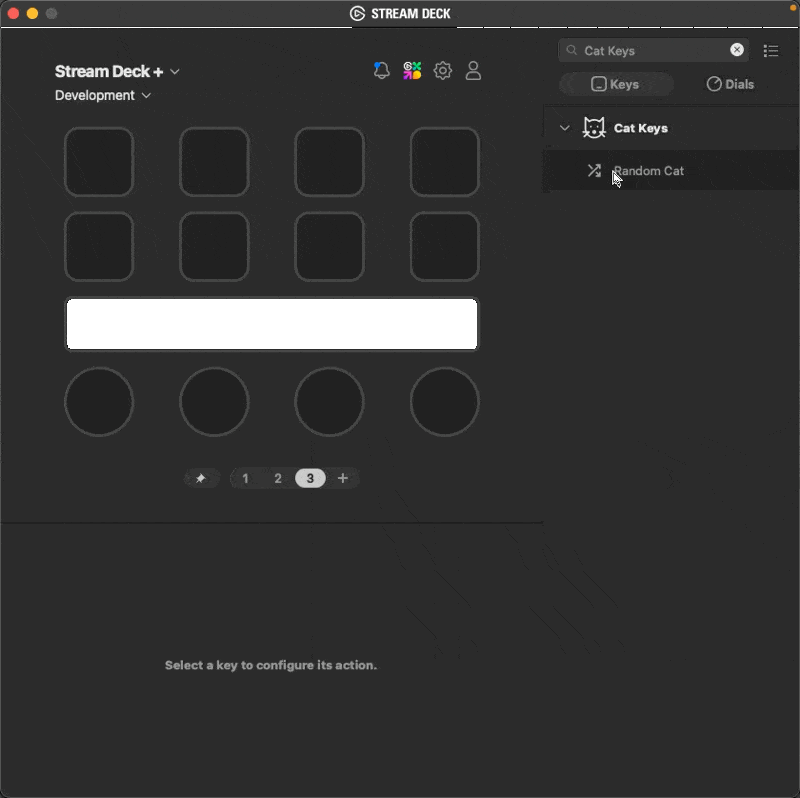 STREAM DECK
Cat Keys
Stream Deck +
Keys
Dials
Development
Cat Keys
Random Cat
1 2 3 +
Select a key to configure its action.